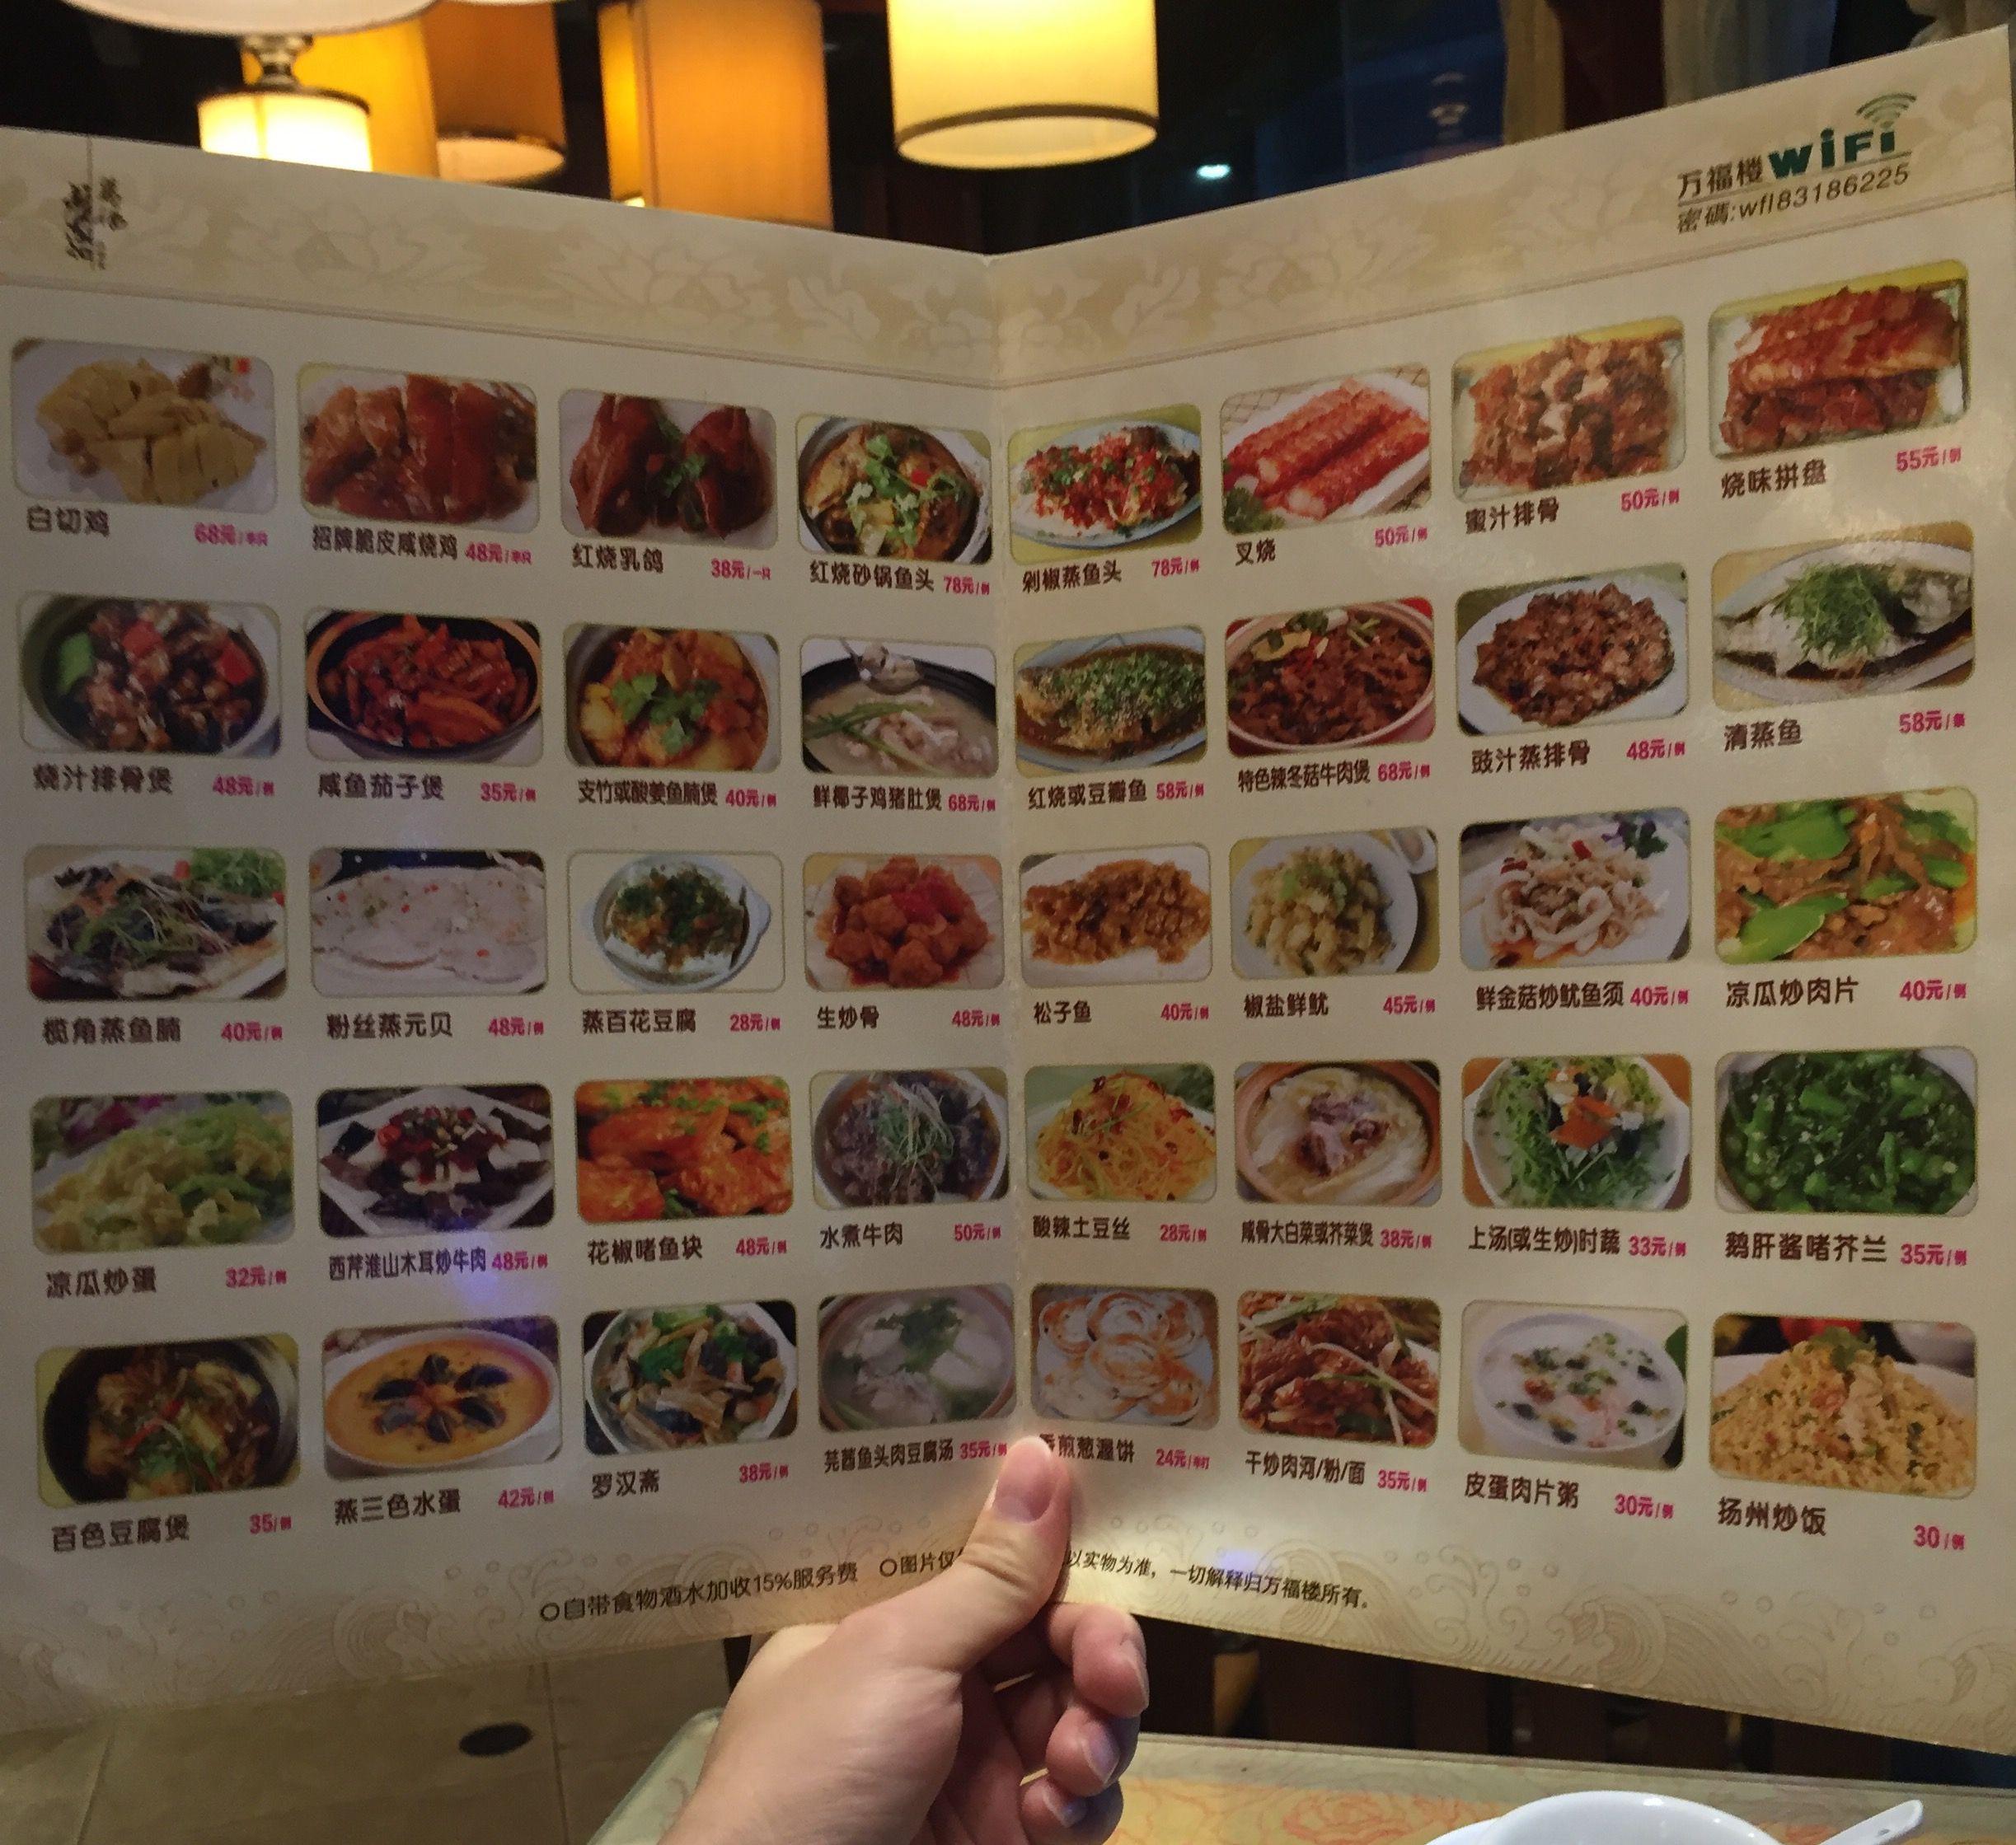 万福楼 WiFi
密碼:wfl83186225
白切鸡 68元/半只
招牌脆皮咸烧鸡 48元/半只
红烧乳鸽 38元/一只
红烧砂锅鱼头 78元/例
剁椒蒸鱼头 78元/例
叉烧 50元/例
蜜汁排骨 50元/例
烧味拼盘 55元/例
烧汁排骨煲 48元/例
咸鱼茄子煲 35元/例
支竹或酸姜鱼腩煲 40元/例
鲜椰子鸡猪肚煲 68元/例
红烧或豆瓣鱼 58元/例
特色辣冬菇牛肉煲 68元/例
豉汁蒸排骨 48元/例
清蒸鱼 58元/条
榄角蒸鱼腩 40元/例
粉丝蒸元贝 48元/例
蒸百花豆腐 28元/例
生炒骨 48元/例
松子鱼 40元/例
椒盐鲜鱿 45元/例
鲜金菇炒鱿鱼须 40元/例
凉瓜炒肉片 40元/例
凉瓜炒蛋 32元/例
西芹淮山木耳炒牛肉 48元/例
花椒啫鱼块 48元/例
水煮牛肉 50元/例
酸辣土豆丝 28元/例
咸骨大白菜或芥菜煲 38元/例
上汤(或生炒)时蔬 33元/例
鹅肝酱啫芥兰 35元/例
百色豆腐煲 35/例
蒸三色水蛋 42元/例
罗汉斋 38元/例
芫茜鱼头肉豆腐汤 35元/例
煎葱油饼 24元/半打
干炒肉河/粉/面 35元/例
皮蛋肉片粥 30元/例
扬州炒饭 30/例
○自带食物酒水加收15%服务费 ○图片仅 以实物为准，一切解释归万福楼所有。